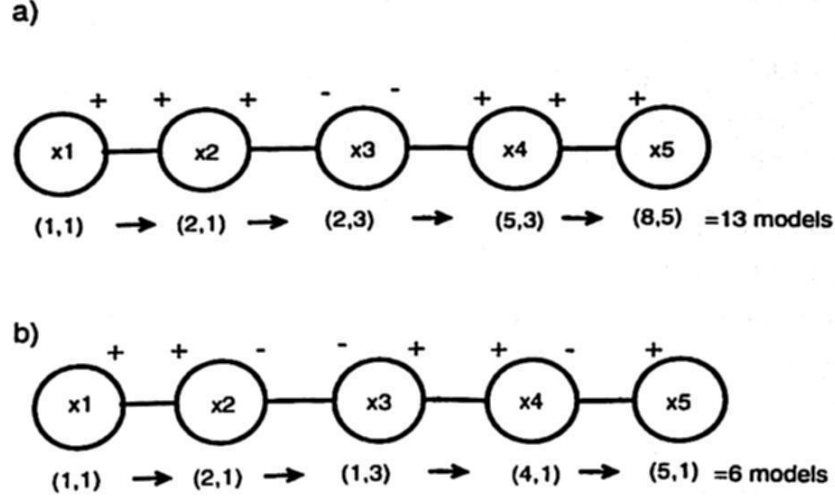 a)
+ + + - - + + +
x1 x2 x3 x4 x5
(1,1) → (2,1) → (2,3) → (5,3) → (8,5) =13 models
b)
+ + - - + + - +
x1 x2 x3 x4 x5
(1,1) → (2,1) → (1,3) → (4,1) → (5,1) =6 models